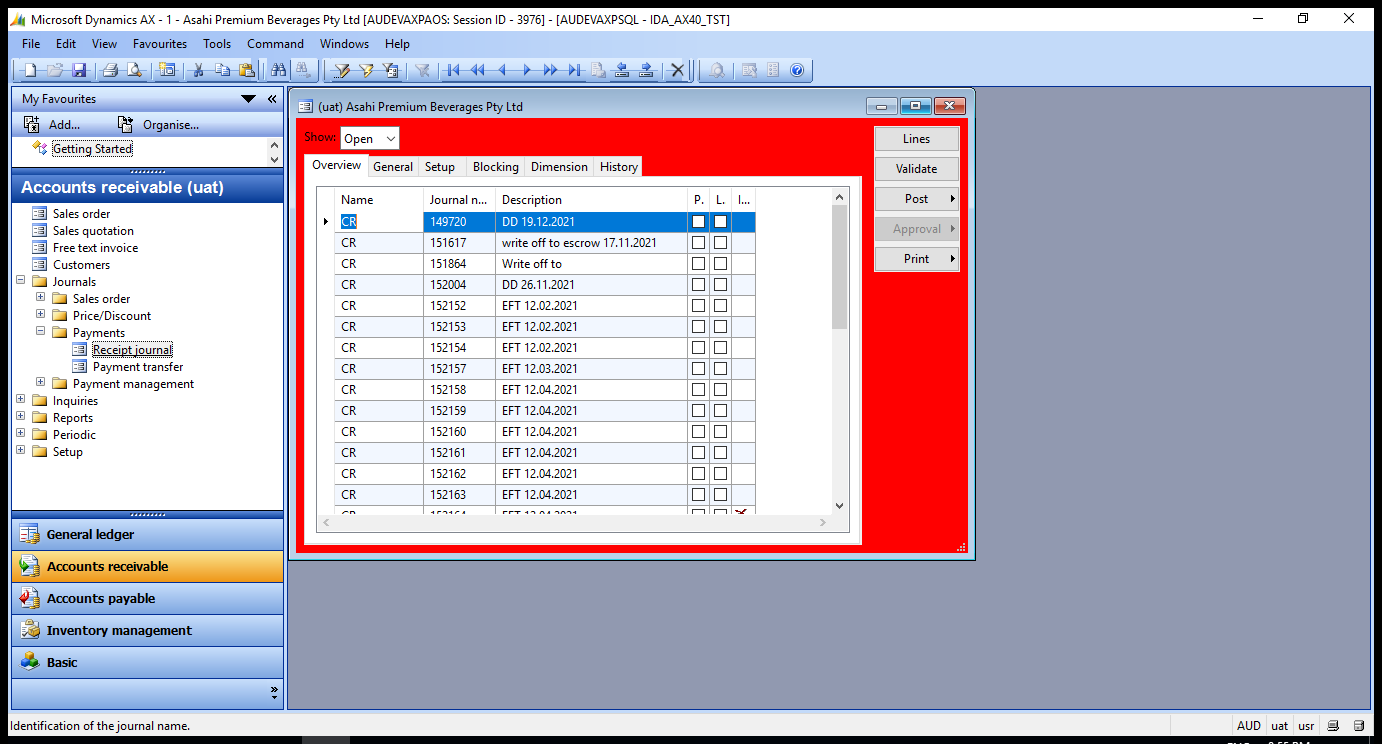 Microsoft Dynamics AX - 1 - Asahi Premium Beverages Pty Ltd [AUDEVAXPAOS: Session ID - 3976] - [AUDEVAXPSQL - IDA_AX40_TST]
File Edit View Favourites Tools Command Windows Help
My Favourites
Add... Organise...
Getting Started
Accounts receivable (uat)
Sales order
Sales quotation
Free text invoice
Customers
Journals
Sales order
Price/Discount
Payments
Receipt journal
Payment transfer
Payment management
Inquiries
Reports
Periodic
Setup
General ledger
Accounts receivable
Accounts payable
Inventory management
Basic
(uat) Asahi Premium Beverages Pty Ltd
Show: Open
Overview General Setup Blocking Dimension History
Name Journal n... Description P. L. I...
CR 149720 DD 19.12.2021
CR 151617 write off to escrow 17.11.2021
CR 151864 Write off to
CR 152004 DD 26.11.2021
CR 152152 EFT 12.02.2021
CR 152153 EFT 12.02.2021
CR 152154 EFT 12.02.2021
CR 152157 EFT 12.03.2021
CR 152158 EFT 12.04.2021
CR 152159 EFT 12.04.2021
CR 152160 EFT 12.04.2021
CR 152161 EFT 12.04.2021
CR 152162 EFT 12.04.2021
CR 152163 EFT 12.04.2021
CR 152164 EFT 12.04.2021
Lines
Validate
Post
Approval
Print
Identification of the journal name.
AUD uat usr